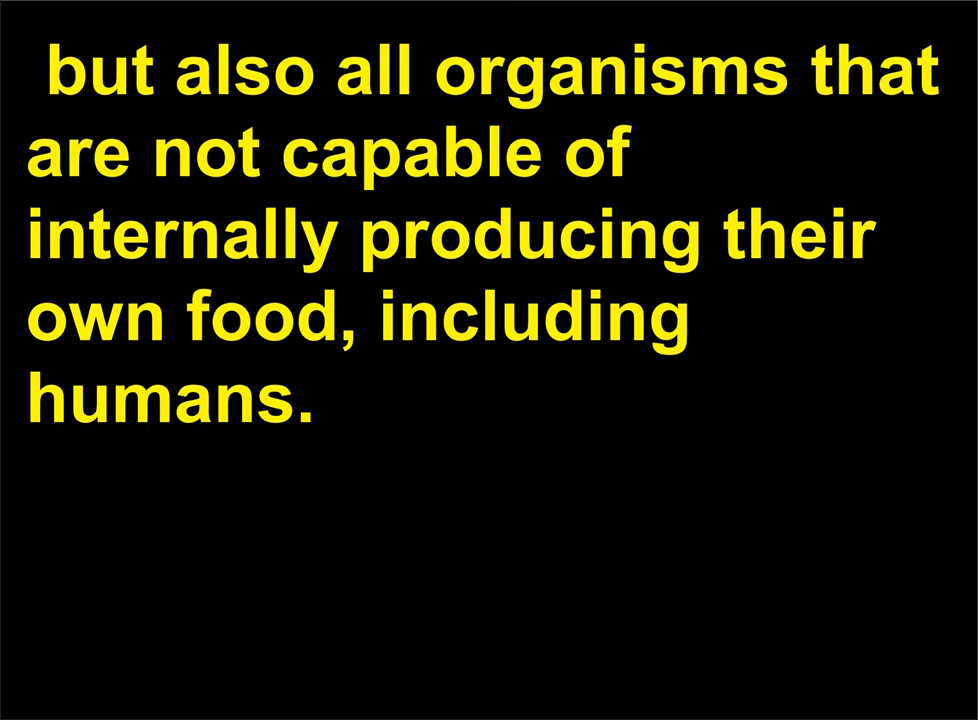 but also all organisms that
are not capable of
internally producing their
own food, including
humans.